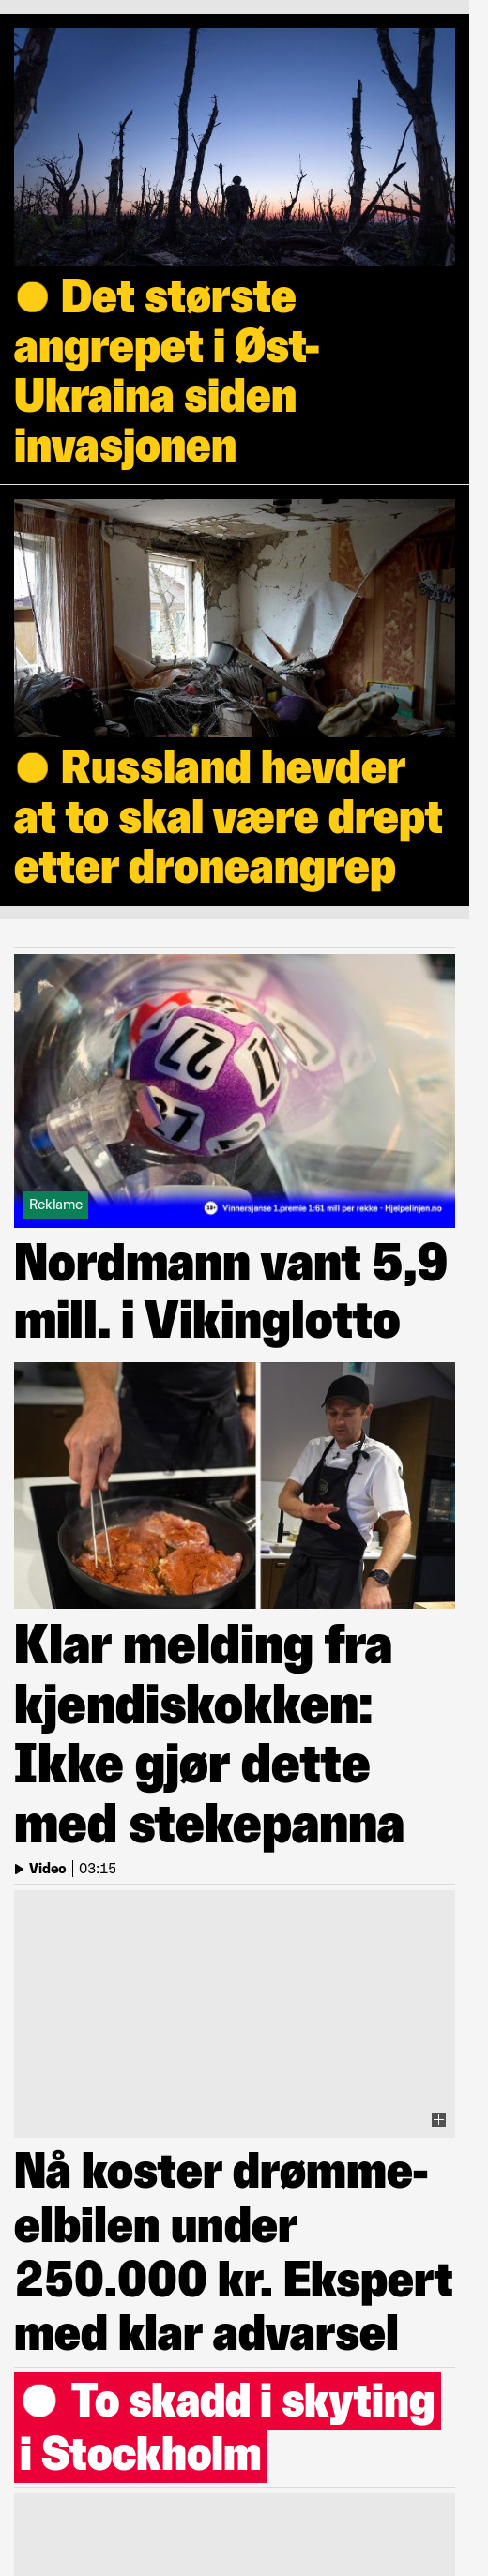 Det største
angrepet i Øst-
Ukraina siden
invasjonen
Russland hevder
at to skal være drept
etter droneangrep
27
27
27
Reklame
18+ Vinnersjanse 1.premie 1:61 mill per rekke - Hjelpelinjen.no
Nordmann vant 5,9
mill. i Vikinglotto
Klar melding fra
kjendiskokken:
Ikke gjør dette
med stekepanna
Video | 03:15
Nå koster drømme-
elbilen under
250.000 kr. Ekspert
med klar advarsel
To skadd i skyting
i Stockholm